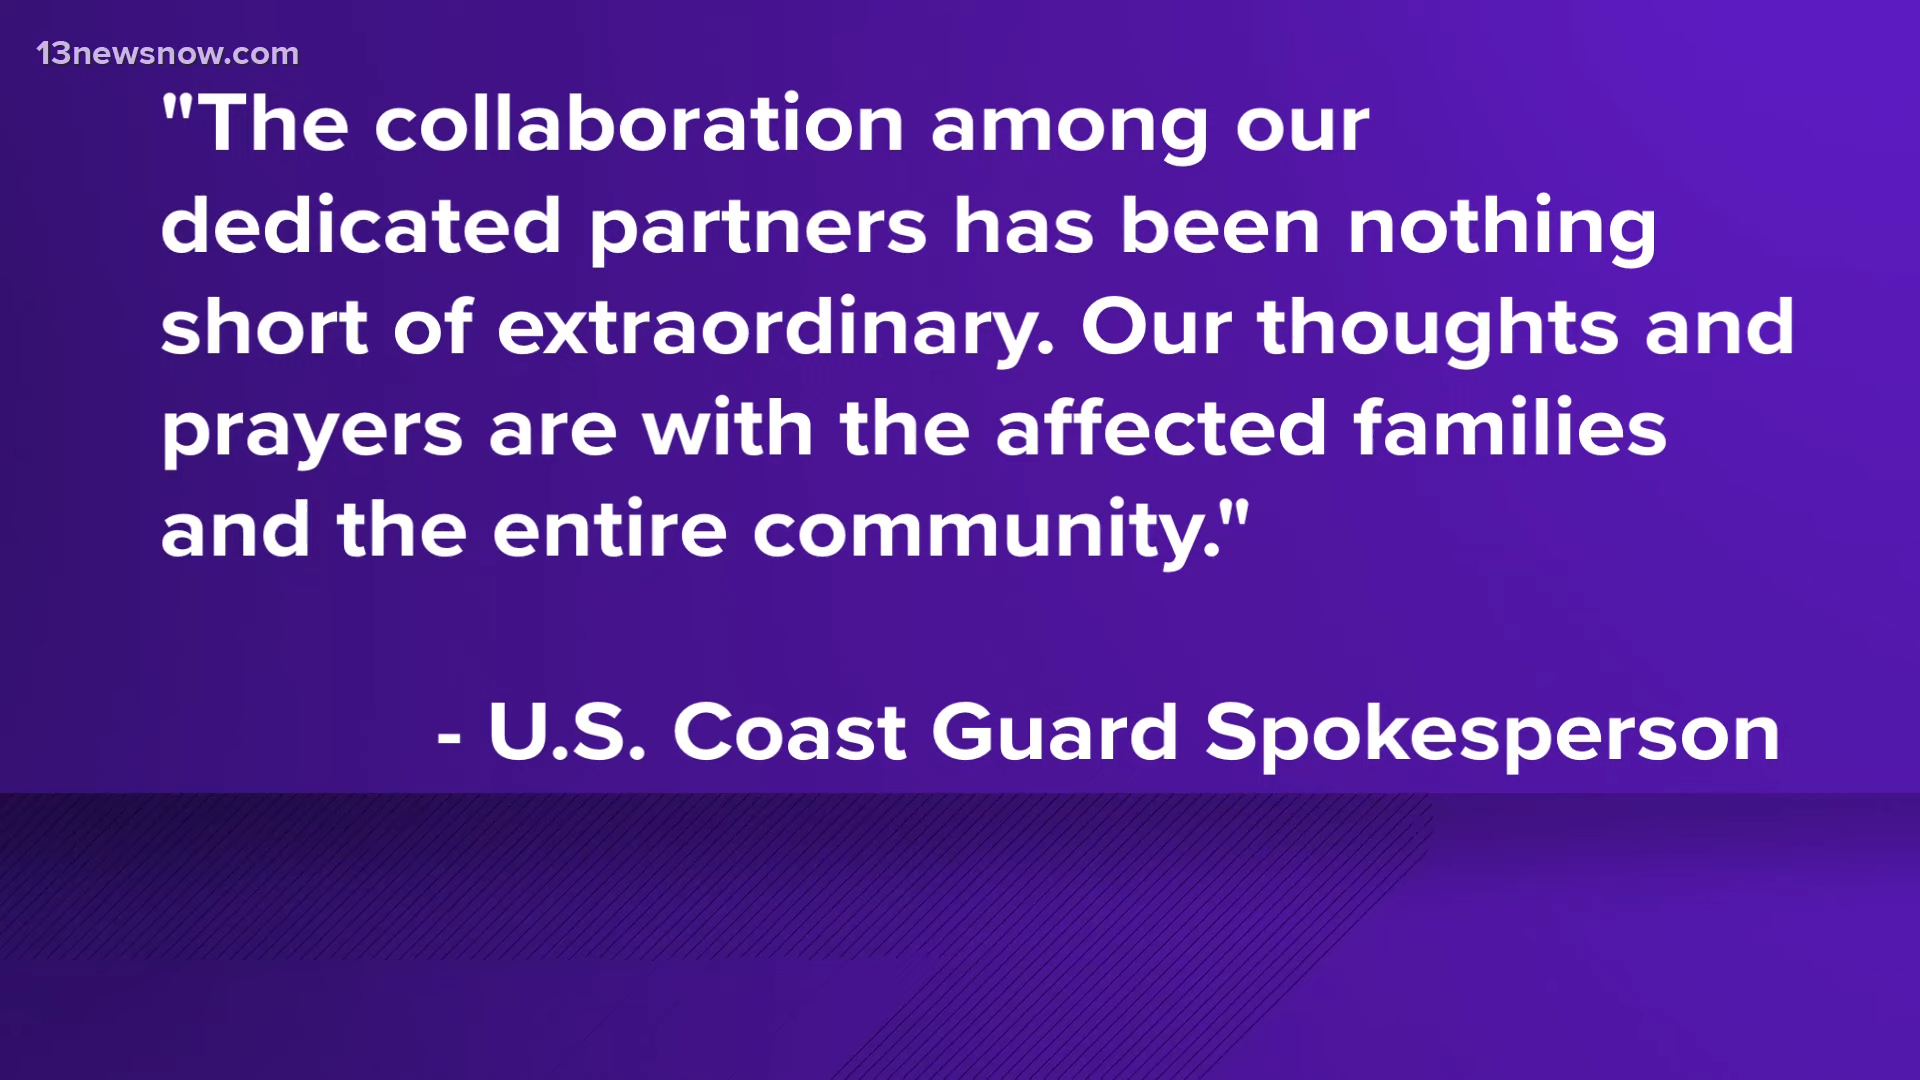 13newsnow.com
"The collaboration among our
dedicated partners has been nothing
short of extraordinary. Our thoughts and
prayers are with the affected families
and the entire community."
- U.S. Coast Guard Spokesperson